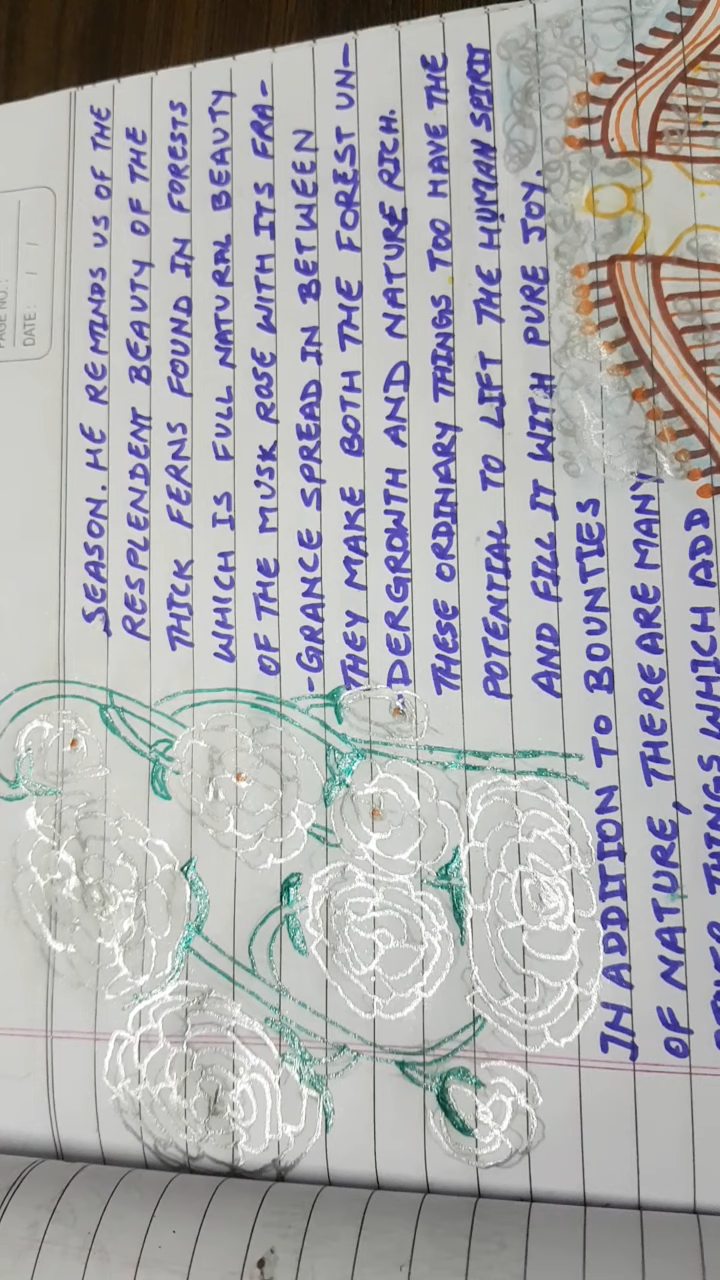 PAGE NO.:
DATE: / /
SEASON. HE REMINDS US OF THE
RESPLENDENT BEAUTY OF THE
THICK FERNS FOUND IN FORESTS
WHICH IS FULL NATURAL BEAUTY
OF THE MUSK ROSE WITH ITS FRA-
-GRANCE SPREAD IN BETWEEN
THEY MAKE BOTH THE FOREST UN-
-DERGROWTH AND NATURE RICH.
THESE ORDINARY THINGS TOO HAVE THE
POTENTIAL TO LIFT THE HUMAN SPIRIT
AND FILL IT WITH PURE JOY.
IN ADDITION TO BOUNTIES
OF NATURE, THERE ARE MANY
THINGS WHICH ADD